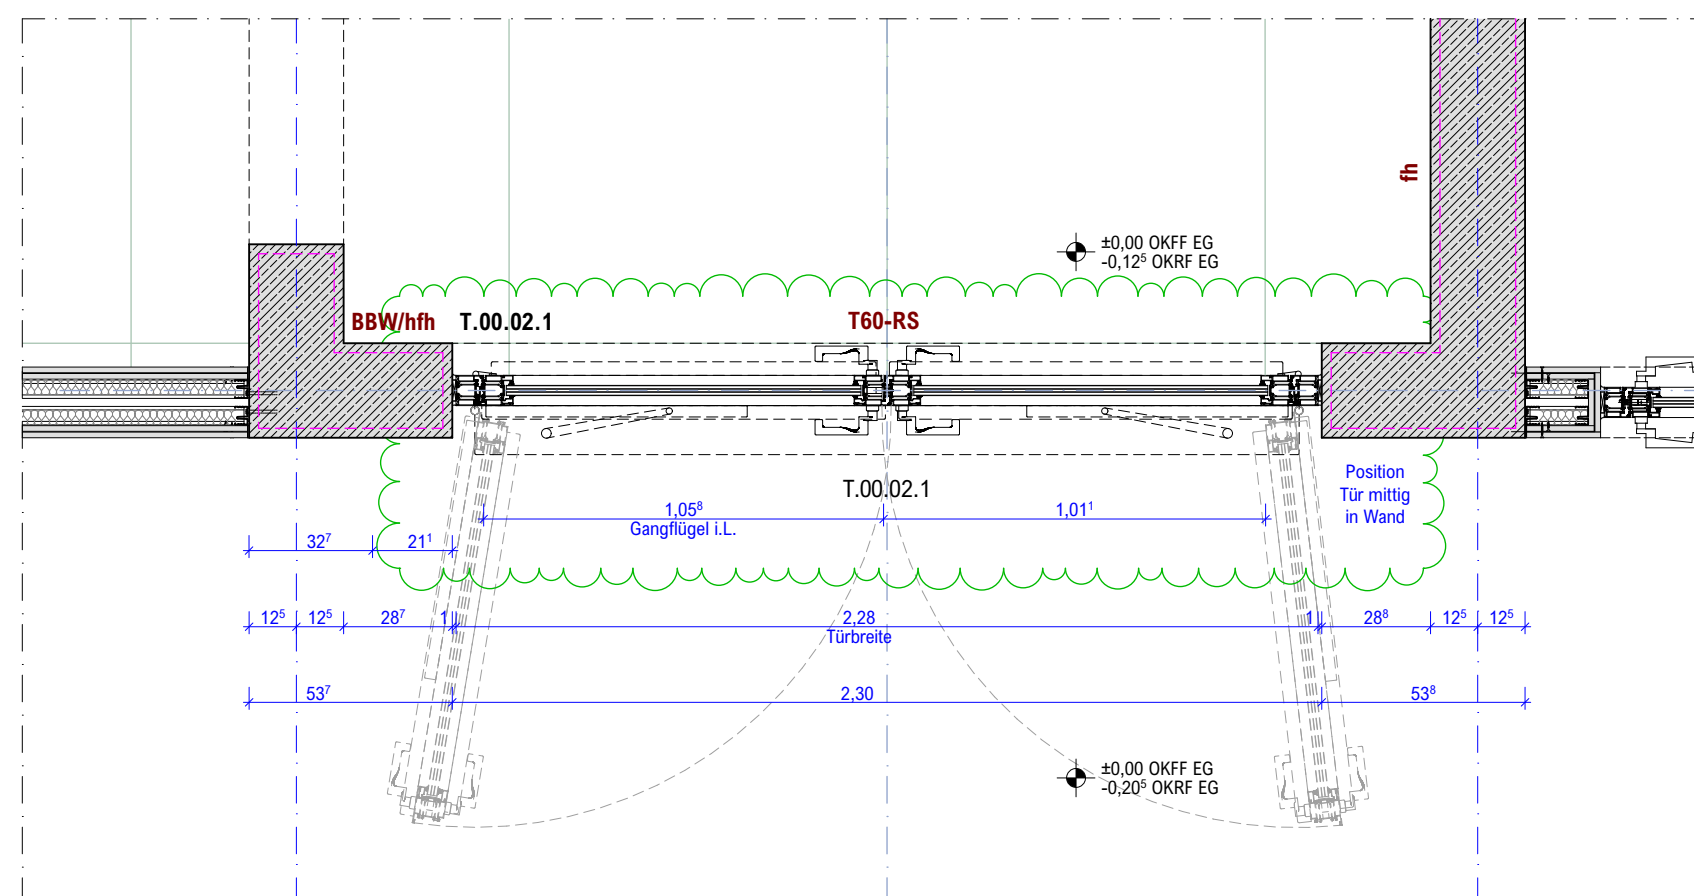 fh
±0,00 OKFF EG
-0,12⁵ OKRF EG
BBW/hfh
T.00.02.1
T60-RS
Position
Tür mittig
in Wand
T.00.02.1
1,05⁸
1,01¹
Gangflügel i.L.
32⁷
21¹
12⁵
12⁵
28⁷
1
2,28
1
28⁸
12⁵
12⁵
Türbreite
53⁷
2,30
53⁸
±0,00 OKFF EG
-0,20⁵ OKRF EG